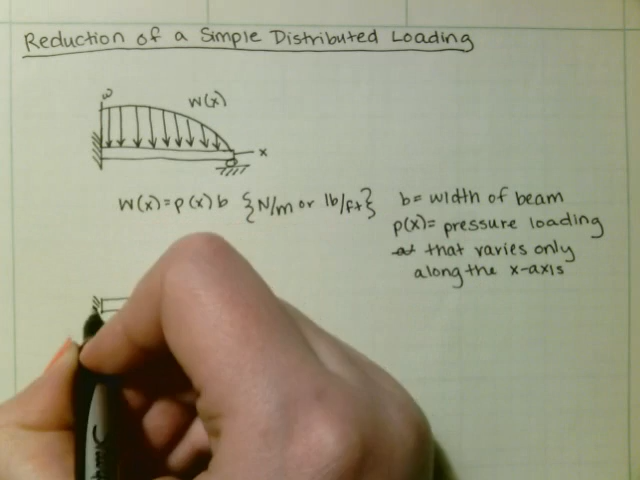 Reduction of a Simple Distributed Loading
w
W(x)
x
W(x)=p(x)b {N/m or lb/ft}
b= width of beam
p(x)= pressure loading
that varies only
along the x-axis